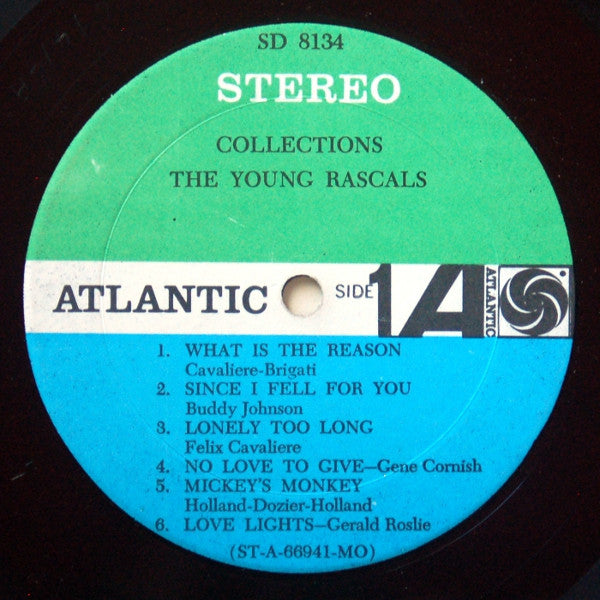 SD 8134
STEREO
COLLECTIONS
THE YOUNG RASCALS
ATLANTIC SIDE 1 A ATLANTIC
1. WHAT IS THE REASON
Cavaliere-Brigati
2. SINCE I FELL FOR YOU
Buddy Johnson
3. LONELY TOO LONG
Felix Cavaliere
4. NO LOVE TO GIVE—Gene Cornish
5. MICKEY'S MONKEY
Holland-Dozier-Holland
6. LOVE LIGHTS—Gerald Roslie
(ST-A-66941-MO)